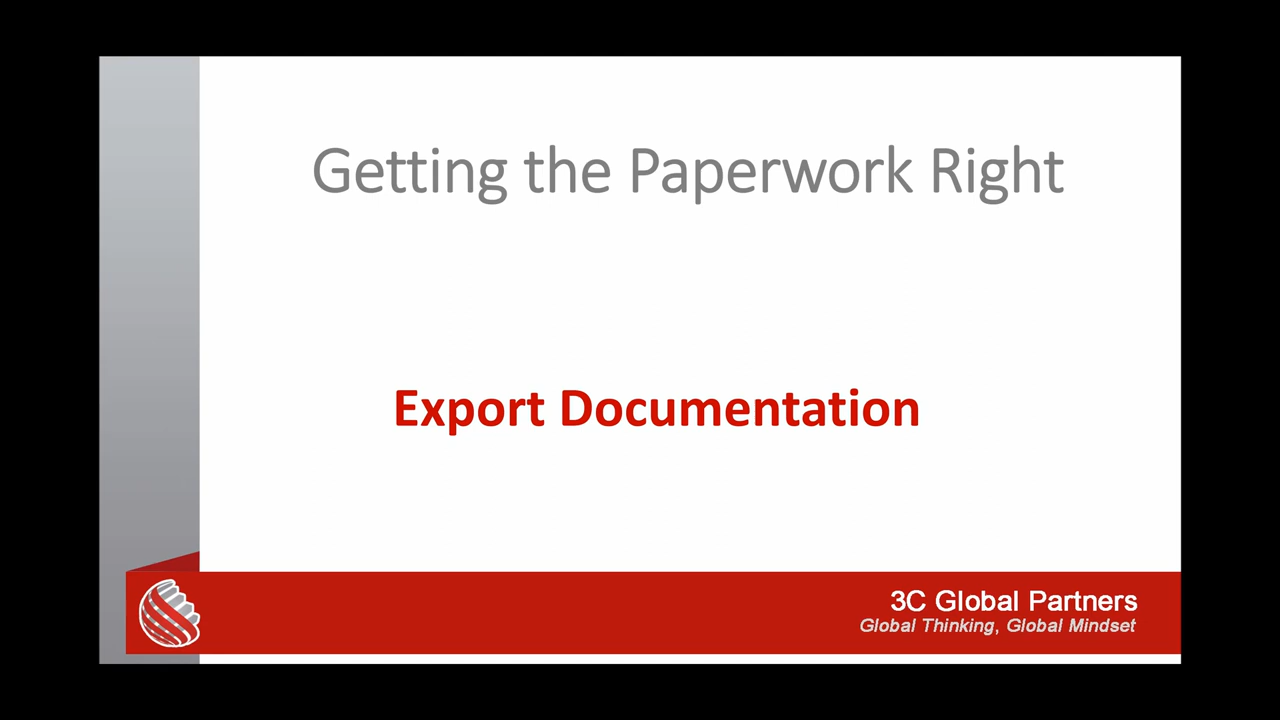 Getting the Paperwork Right
Export Documentation
3C Global Partners
Global Thinking, Global Mindset